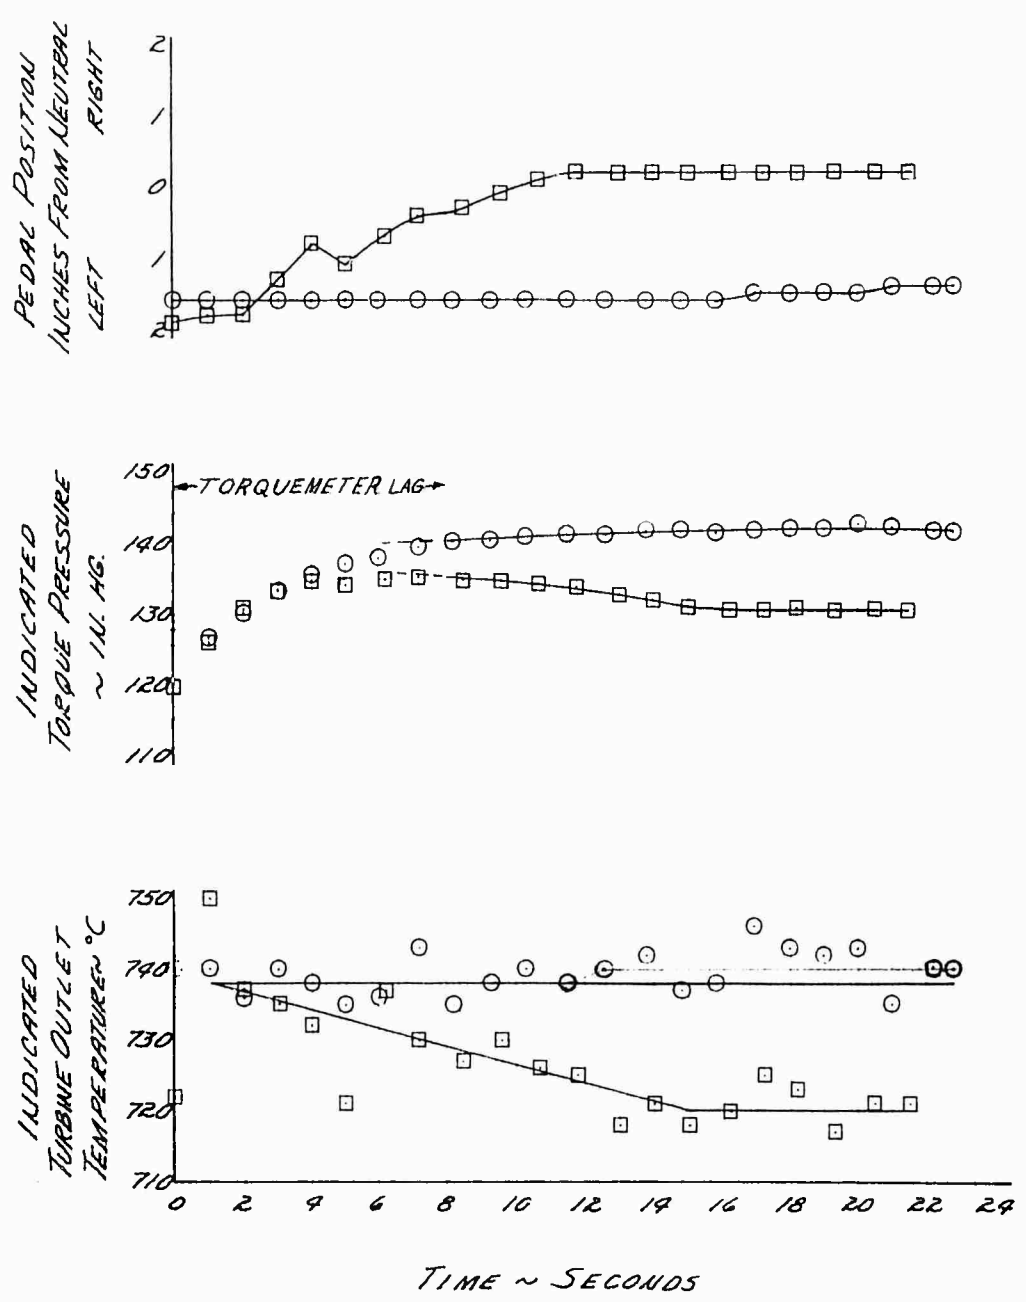 PEDAL POSITION
INCHES FROM NEUTRAL
LEFT RIGHT
2
1
0
1
2
INDICATED
TORQUE PRESSURE
~ IN. HG.
150
140
130
120
110
TORQUEMETER LAG
INDICATED
TURBINE OUTLET
TEMPERATURE~°C
750
740
730
720
710
0 2 4 6 8 10 12 14 16 18 20 22 24
TIME ~ SECONDS